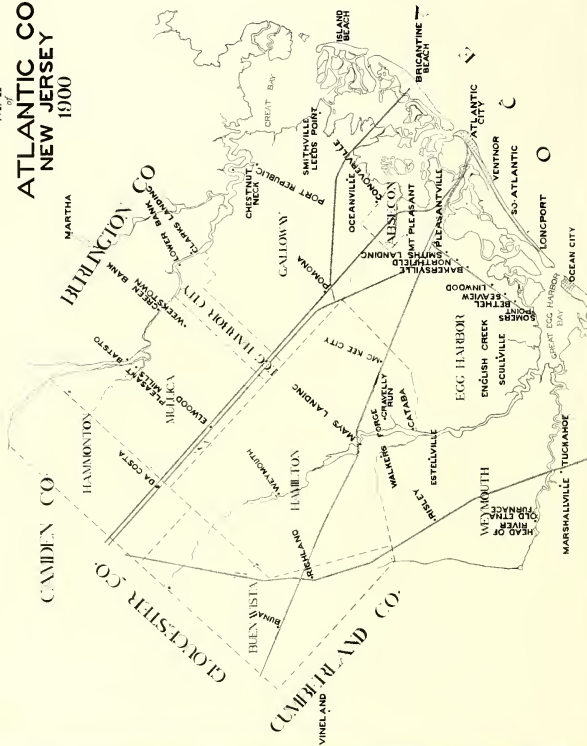 of
ATLANTIC CO
NEW JERSEY
1900
CAMDEN CO.
BURLINGTON CO
GLOUCESTER CO.
CUMBERLAND CO.
MARTHA
HAMMONTON
DA COSTA
BATSTO
PLEASANT
MILLS
MULLICA
ELWOOD
WEEKSTOWN
GREEN BANK
LOWER BANK
CLARKS LANDING
EGG HARBOR CITY
CHESTNUT
NECK
GREAT BAY
PORT REPUBLIC
SMITHVILLE
LEEDS POINT
ISLAND
BEACH
GALLOWAY
POMONA
OCEANVILLE
CONOVERVILLE
BRIGANTINE
BEACH
ABSECON
MT PLEASANT
PLEASANTVILLE
SMITHS LANDING
NORTHFIELD
BAKERSVILLE
ATLANTIC
CITY
VENTNOR
SO-ATLANTIC
LONGPORT
OCEAN CITY
LINWOOD
SEAVIEW
BETHEL
SOMERS
POINT
GREAT EGG HARBOR
BAY
EGG HARBOR
ENGLISH CREEK
SCULLVILLE
MC KEE CITY
MAYS LANDING
WEYMOUTH
HAMILTON
GRAVELLY
RUN
CATABA
WALKERS FORGE
ESTELLVILLE
RISLEY
RICHLAND
BUENA VISTA
BUNA
VINELAND
WEYMOUTH
HEAD OF
RIVER
OLD ETNA
FURNACE
MARSHALLVILLE
TUCKAHOE
O
C